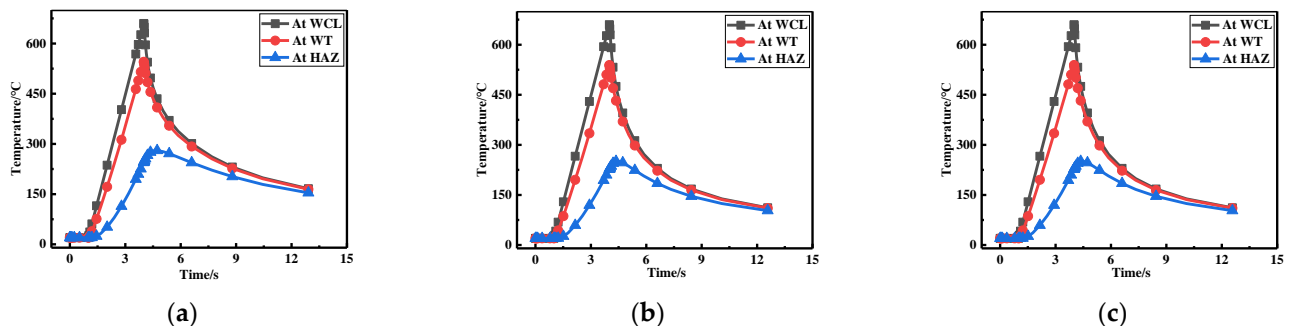 At WCL
At WT
At HAZ
Temperature/°C
600
450
300
150
0
0 3 6 9 12 15
Time/s
(a)
At WCL
At WT
At HAZ
Temperature/°C
600
450
300
150
0
0 3 6 9 12 15
Time/s
(b)
At WCL
At WT
At HAZ
Temperature/°C
600
450
300
150
0
0 3 6 9 12 15
Time/s
(c)